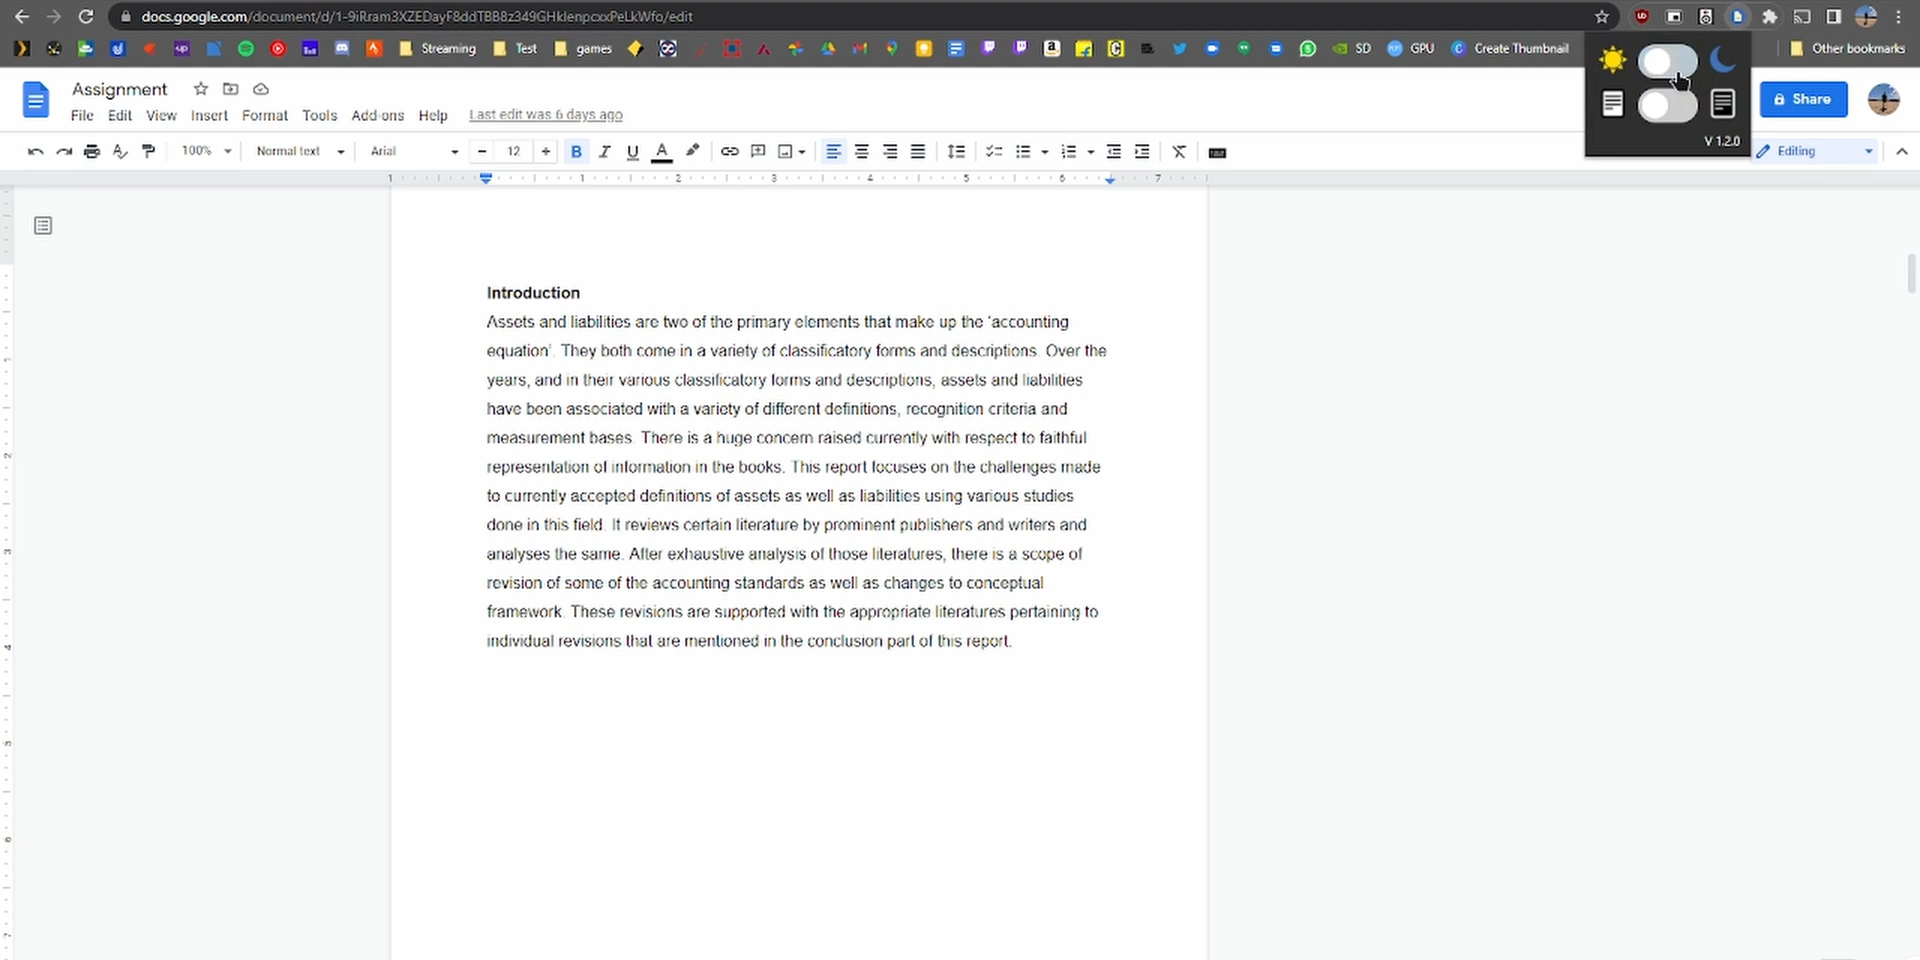 docs.google.com/document/d/1-9iRram3XZEDayF8ddTBB8z349GHklenpcxxPeLkWfo/edit
Streaming Test games SD GPU Create Thumbnail Other bookmarks
Assignment
File Edit View Insert Format Tools Add-ons Help Last edit was 6 days ago
Share
V 1.2.0
100% Normal text Arial - 12 + B I U A Editing
1 1 2 3 4 5 6 7
Introduction
Assets and liabilities are two of the primary elements that make up the 'accounting
equation'. They both come in a variety of classificatory forms and descriptions. Over the
years, and in their various classificatory forms and descriptions, assets and liabilities
have been associated with a variety of different definitions, recognition criteria and
measurement bases. There is a huge concern raised currently with respect to faithful
representation of information in the books. This report focuses on the challenges made
to currently accepted definitions of assets as well as liabilities using various studies
done in this field. It reviews certain literature by prominent publishers and writers and
analyses the same. After exhaustive analysis of those literatures, there is a scope of
revision of some of the accounting standards as well as changes to conceptual
framework. These revisions are supported with the appropriate literatures pertaining to
individual revisions that are mentioned in the conclusion part of this report.